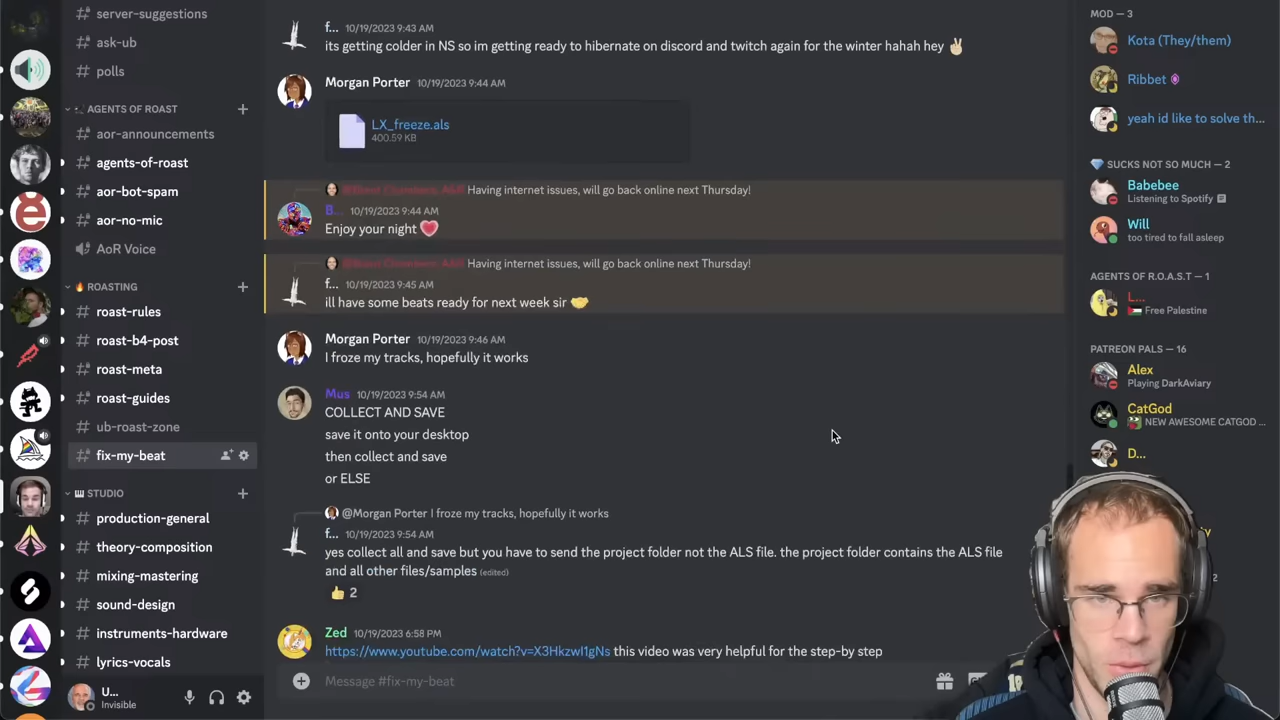 server-suggestions
ask-ub
polls
AGENTS OF ROAST
aor-announcements
agents-of-roast
aor-bot-spam
aor-no-mic
AoR Voice
ROASTING
roast-rules
roast-b4-post
roast-meta
roast-guides
ub-roast-zone
fix-my-beat
STUDIO
production-general
theory-composition
mixing-mastering
sound-design
instruments-hardware
lyrics-vocals
U...
Invisible
f... 10/19/2023 9:43 AM
its getting colder in NS so im getting ready to hibernate on discord and twitch again for the winter hahah hey ✌🏻
Morgan Porter 10/19/2023 9:44 AM
LX_freeze.als
400.59 KB
Having internet issues, will go back online next Thursday!
B... 10/19/2023 9:44 AM
Enjoy your night 💗
Having internet issues, will go back online next Thursday!
f... 10/19/2023 9:45 AM
ill have some beats ready for next week sir 🤝
Morgan Porter 10/19/2023 9:46 AM
I froze my tracks, hopefully it works
Mus 10/19/2023 9:54 AM
COLLECT AND SAVE
save it onto your desktop
then collect and save
or ELSE
@Morgan Porter I froze my tracks, hopefully it works
f... 10/19/2023 9:54 AM
yes collect all and save but you have to send the project folder not the ALS file. the project folder contains the ALS file
and all other files/samples (edited)
👍 2
Zed 10/19/2023 6:58 PM
https://www.youtube.com/watch?v=X3HkzwI1gNs this video was very helpful for the step-by step
Message #fix-my-beat
MOD — 3
Kota (They/them)
Ribbet
yeah id like to solve th...
SUCKS NOT SO MUCH — 2
Babebee
Listening to Spotify
Will
too tired to fall asleep
AGENTS OF R.O.A.S.T — 1
L...
Free Palestine
PATREON PALS — 16
Alex
Playing DarkAviary
CatGod
NEW AWESOME CATGOD ...
D...